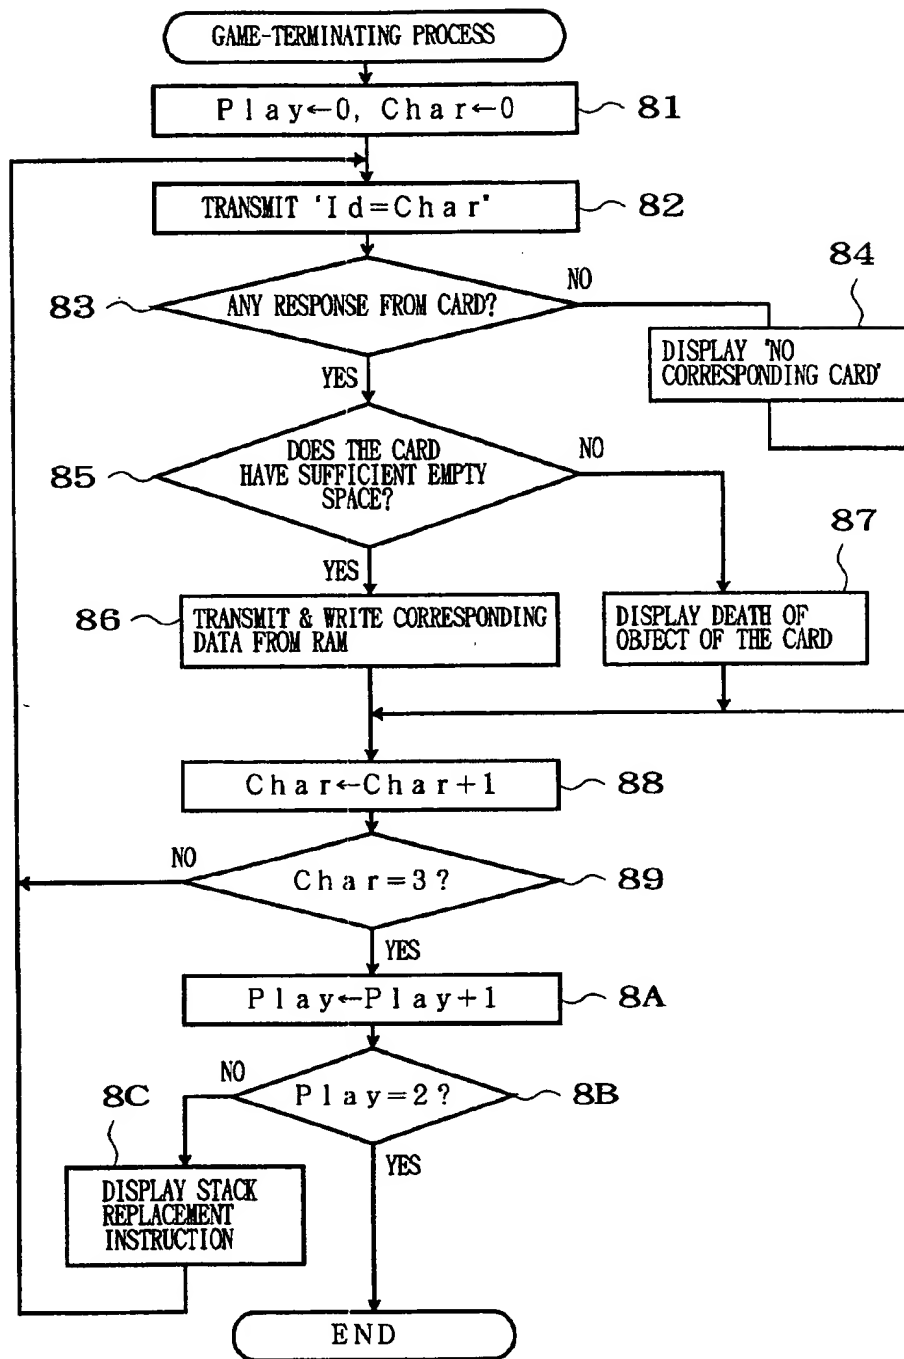 GAME-TERMINATING PROCESS
Play←0, Char←0
81
TRANSMIT 'Id=Char'
82
83
ANY RESPONSE FROM CARD?
NO
84
DISPLAY 'NO
CORRESPONDING CARD'
YES
85
DOES THE CARD
HAVE SUFFICIENT EMPTY
SPACE?
NO
87
YES
86
TRANSMIT & WRITE CORRESPONDING
DATA FROM RAM
DISPLAY DEATH OF
OBJECT OF THE CARD
Char←Char+1
88
NO
Char=3?
89
YES
Play←Play+1
8A
NO
Play=2?
8B
8C
YES
DISPLAY STACK
REPLACEMENT
INSTRUCTION
END